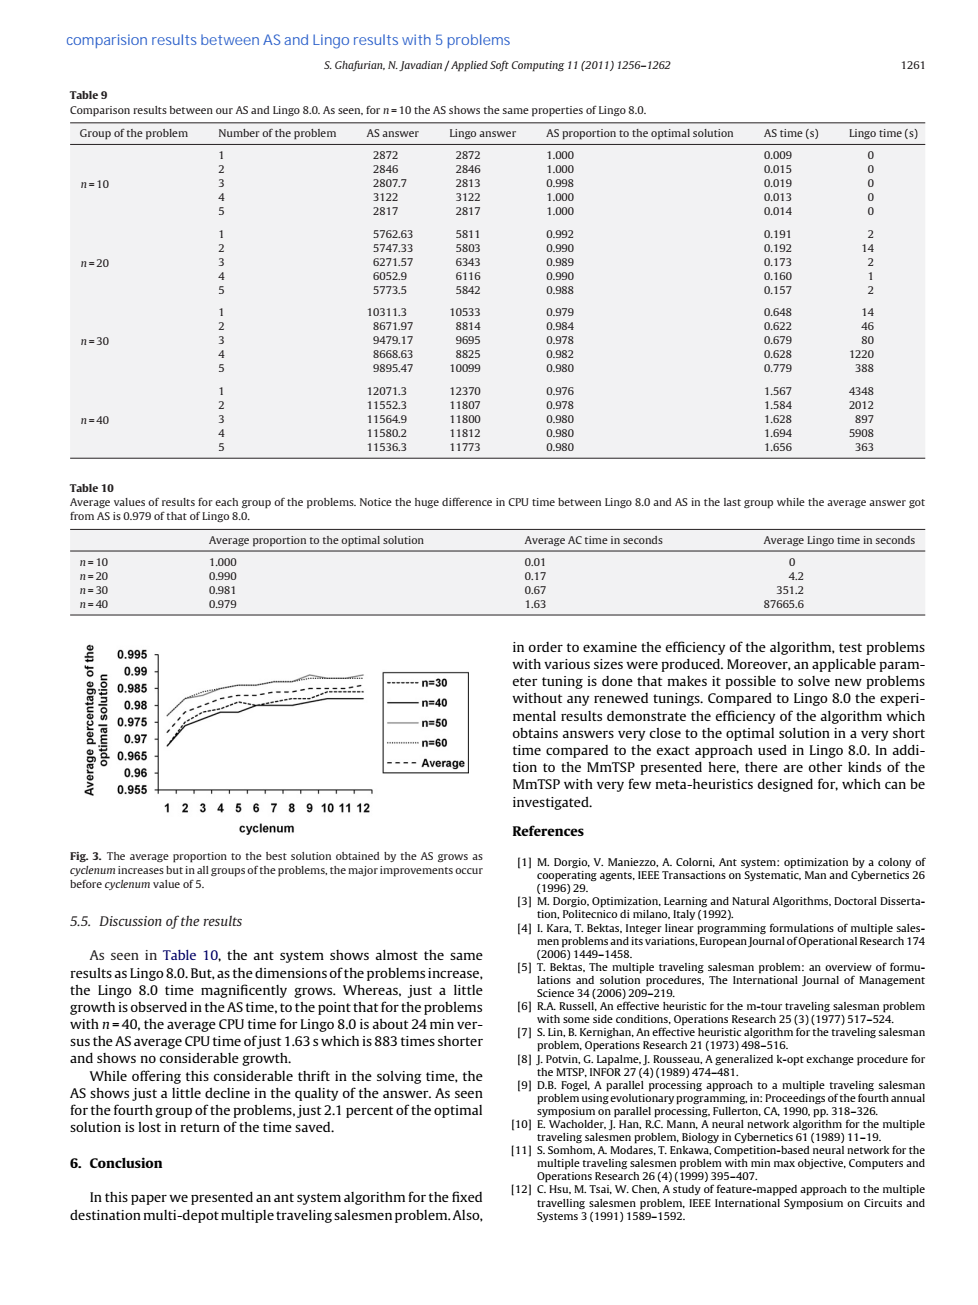 comparision results between AS and Lingo results with 5 problems
S. Ghafurian, N. Javadian / Applied Soft Computing 11 (2011) 1256–1262 1261
Table 9
Comparison results between our AS and Lingo 8.0. As seen, for n = 10 the AS shows the same properties of Lingo 8.0.
Group of the problem Number of the problem AS answer Lingo answer AS proportion to the optimal solution AS time (s) Lingo time (s)
1 2872 2872 1.000 0.009 0
2 2846 2846 1.000 0.015 0
n = 10 3 2807.7 2813 0.998 0.019 0
4 3122 3122 1.000 0.013 0
5 2817 2817 1.000 0.014 0
1 5762.63 5811 0.992 0.191 2
2 5747.33 5803 0.990 0.192 14
n = 20 3 6271.57 6343 0.989 0.173 2
4 6052.9 6116 0.990 0.160 1
5 5773.5 5842 0.988 0.157 2
1 10311.3 10533 0.979 0.648 14
2 8671.97 8814 0.984 0.622 46
n = 30 3 9479.17 9695 0.978 0.679 80
4 8668.63 8825 0.982 0.628 1220
5 9895.47 10099 0.980 0.779 388
1 12071.3 12370 0.976 1.567 4348
2 11552.3 11807 0.978 1.584 2012
n = 40 3 11564.9 11800 0.980 1.628 897
4 11580.2 11812 0.980 1.694 5908
5 11536.3 11773 0.980 1.656 363
Table 10
Average values of results for each group of the problems. Notice the huge difference in CPU time between Lingo 8.0 and AS in the last group while the average answer got
from AS is 0.979 of that of Lingo 8.0.
Average proportion to the optimal solution Average AC time in seconds Average Lingo time in seconds
n = 10 1.000 0.01 0
n = 20 0.990 0.17 4.2
n = 30 0.981 0.67 351.2
n = 40 0.979 1.63 87665.6
Average percentage of the
optimal solution
0.995
0.99
0.985
0.98
0.975
0.97
0.965
0.96
0.955
1 2 3 4 5 6 7 8 9 10 11 12
cyclenum
n=30
n=40
n=50
n=60
Average
Fig. 3. The average proportion to the best solution obtained by the AS grows as
cyclenum increases but in all groups of the problems, the major improvements occur
before cyclenum value of 5.
5.5. Discussion of the results
As seen in Table 10, the ant system shows almost the same
results as Lingo 8.0. But, as the dimensions of the problems increase,
the Lingo 8.0 time magnificently grows. Whereas, just a little
growth is observed in the AS time, to the point that for the problems
with n = 40, the average CPU time for Lingo 8.0 is about 24 min ver-
sus the AS average CPU time of just 1.63 s which is 883 times shorter
and shows no considerable growth.
While offering this considerable thrift in the solving time, the
AS shows just a little decline in the quality of the answer. As seen
for the fourth group of the problems, just 2.1 percent of the optimal
solution is lost in return of the time saved.
6. Conclusion
In this paper we presented an ant system algorithm for the fixed
destination multi-depot multiple traveling salesmen problem. Also,
in order to examine the efficiency of the algorithm, test problems
with various sizes were produced. Moreover, an applicable param-
eter tuning is done that makes it possible to solve new problems
without any renewed tunings. Compared to Lingo 8.0 the experi-
mental results demonstrate the efficiency of the algorithm which
obtains answers very close to the optimal solution in a very short
time compared to the exact approach used in Lingo 8.0. In addi-
tion to the MmTSP presented here, there are other kinds of the
MmTSP with very few meta-heuristics designed for, which can be
investigated.
References
[1] M. Dorgio, V. Maniezzo, A. Colorni, Ant system: optimization by a colony of
cooperating agents, IEEE Transactions on Systematic, Man and Cybernetics 26
(1996) 29.
[3] M. Dorgio, Optimization, Learning and Natural Algorithms, Doctoral Disserta-
tion, Politecnico di milano, Italy (1992).
[4] I. Kara, T. Bektas, Integer linear programming formulations of multiple sales-
men problems and its variations, European Journal of Operational Research 174
(2006) 1449–1458.
[5] T. Bektas, The multiple traveling salesman problem: an overview of formu-
lations and solution procedures, The International Journal of Management
Science 34 (2006) 209–219.
[6] R.A. Russell, An effective heuristic for the m-tour traveling salesman problem
with some side conditions, Operations Research 25 (3) (1977) 517–524.
[7] S. Lin, B. Kernighan, An effective heuristic algorithm for the traveling salesman
problem, Operations Research 21 (1973) 498–516.
[8] J. Potvin, G. Lapalme, J. Rousseau, A generalized k-opt exchange procedure for
the MTSP, INFOR 27 (4) (1989) 474–481.
[9] D.B. Fogel, A parallel processing approach to a multiple traveling salesman
problem using evolutionary programming, in: Proceedings of the fourth annual
symposium on parallel processing, Fullerton, CA, 1990, pp. 318–326.
[10] E. Wacholder, J. Han, R.C. Mann, A neural network algorithm for the multiple
traveling salesmen problem, Biology in Cybernetics 61 (1989) 11–19.
[11] S. Somhom, A. Modares, T. Enkawa, Competition-based neural network for the
multiple traveling salesmen problem with min max objective, Computers and
Operations Research 26 (4) (1999) 395–407.
[12] C. Hsu, M. Tsai, W. Chen, A study of feature-mapped approach to the multiple
travelling salesmen problem, IEEE International Symposium on Circuits and
Systems 3 (1991) 1589–1592.